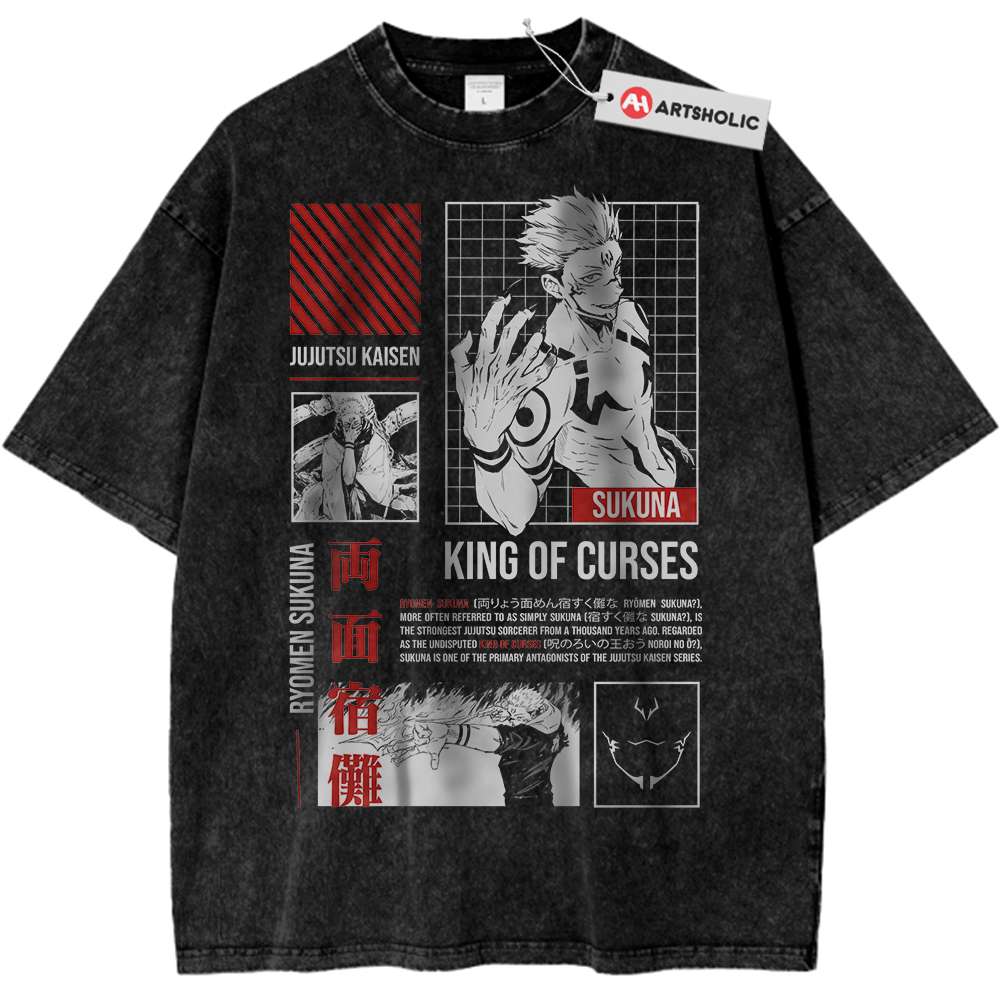 L
AH ARTSHOLIC
JUJUTSU KAISEN
SUKUNA
KING OF CURSES
RYOMEN SUKUNA
両面宿儺
RYOMEN SUKUNA (両りょう面めん宿すく儺な RYŌMEN SUKUNA?),
MORE OFTEN REFERRED TO AS SIMPLY SUKUNA (宿すく儺な SUKUNA?), IS
THE STRONGEST JUJUTSU SORCERER FROM A THOUSAND YEARS AGO. REGARDED
AS THE UNDISPUTED KING OF CURSES (呪のろいの王おう NOROI NO Ō?),
SUKUNA IS ONE OF THE PRIMARY ANTAGONISTS OF THE JUJUTSU KAISEN SERIES.